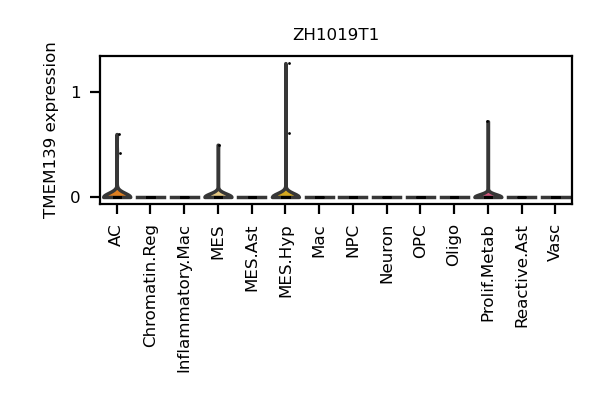 ZH1019T1
TMEM139 expression
1
0
AC
Chromatin.Reg
Inflammatory.Mac
MES
MES.Ast
MES.Hyp
Mac
NPC
Neuron
OPC
Oligo
Prolif.Metab
Reactive.Ast
Vasc